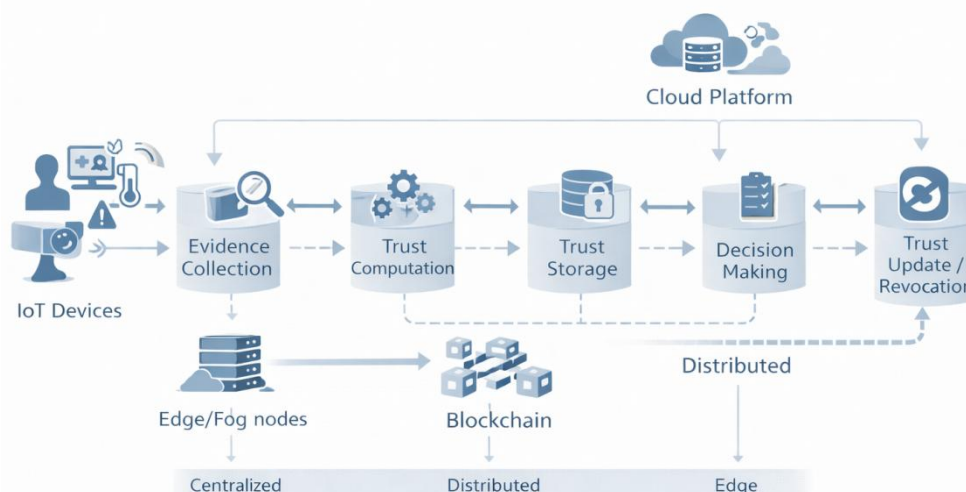 Cloud Platform
Evidence
Collection
Trust
Computation
Trust
Storage
Decision
Making
Trust
Update /
Revocation
IoT Devices
Edge/Fog nodes
Blockchain
Distributed
Centralized
Distributed
Edge